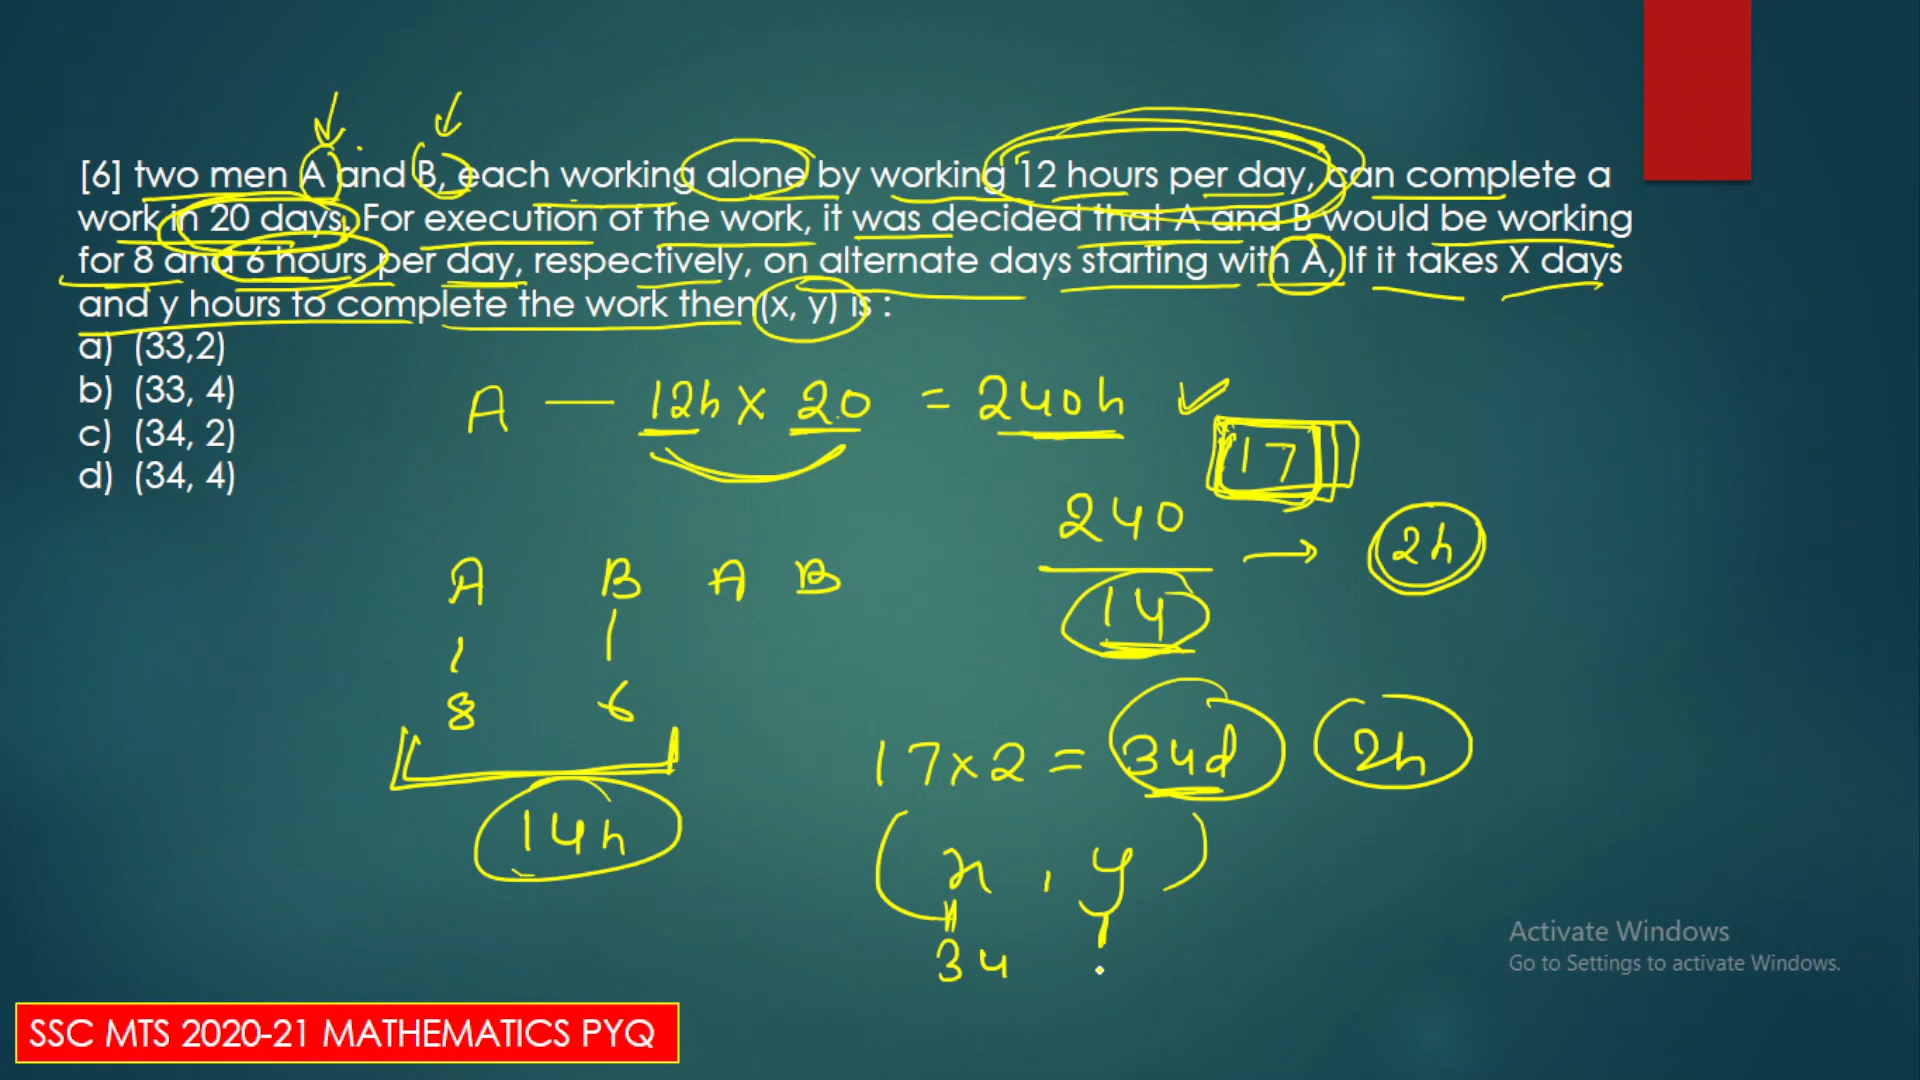 [6] two men A and B, each working alone by working 12 hours per day, can complete a
work in 20 days. For execution of the work, it was decided that A and B would be working
for 8 and 6 hours per day, respectively, on alternate days starting with A, If it takes X days
and y hours to complete the work then(x, y) is :
a) (33,2)
b) (33, 4)
c) (34, 2)
d) (34, 4)
A — 12h × 20 = 240h ✓
17
240
14
→ 2h
A B A B
8 6
14h
17×2 = 34d 2h
(x, y)
34
Activate Windows
Go to Settings to activate Windows.
SSC MTS 2020-21 MATHEMATICS PYQ